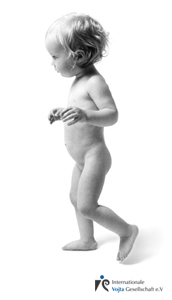 Internationale
Vojta Gesellschaft e.V